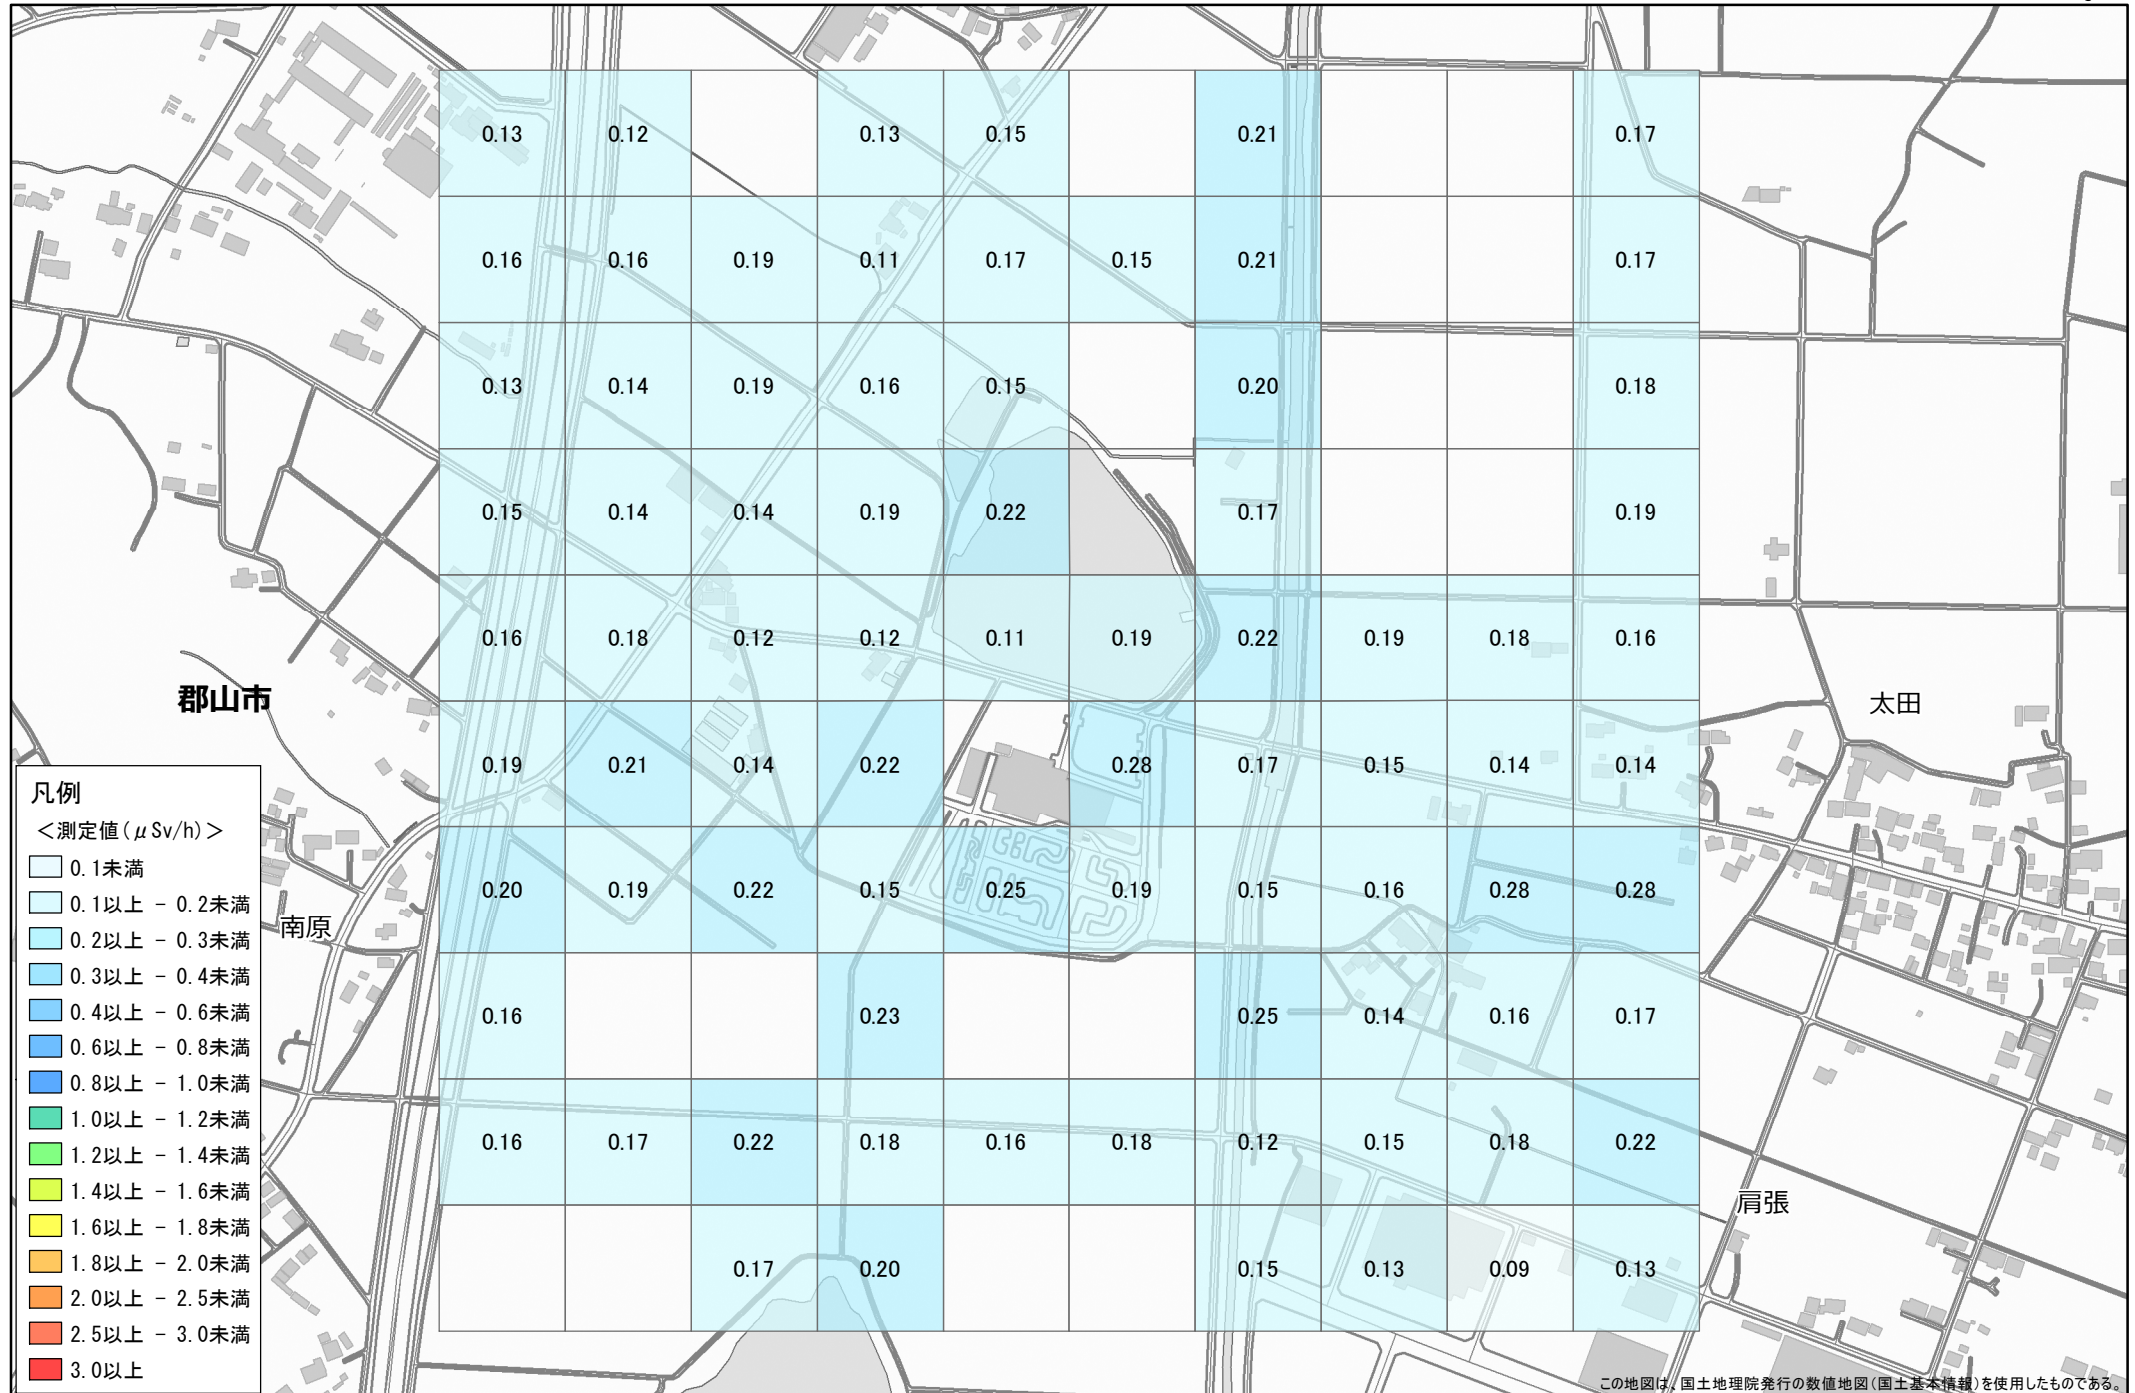 0.13 0.12 0.13 0.15 0.21 0.17
0.16 0.16 0.19 0.11 0.17 0.15 0.21 0.17
0.13 0.14 0.19 0.16 0.15 0.20 0.18
0.15 0.14 0.14 0.19 0.22 0.17 0.19
0.16 0.18 0.12 0.12 0.11 0.19 0.22 0.19 0.18 0.16
郡山市
太田
0.19 0.21 0.14 0.22 0.28 0.17 0.15 0.14 0.14
0.20 0.19 0.22 0.15 0.25 0.19 0.15 0.16 0.28 0.28
南原
0.16 0.23 0.25 0.14 0.16 0.17
0.16 0.17 0.22 0.18 0.16 0.18 0.12 0.15 0.18 0.22
肩張
0.17 0.20 0.15 0.13 0.09 0.13
凡例
＜測定値(μSv/h)＞
0.1未満
0.1以上 − 0.2未満
0.2以上 − 0.3未満
0.3以上 − 0.4未満
0.4以上 − 0.6未満
0.6以上 − 0.8未満
0.8以上 − 1.0未満
1.0以上 − 1.2未満
1.2以上 − 1.4未満
1.4以上 − 1.6未満
1.6以上 − 1.8未満
1.8以上 − 2.0未満
2.0以上 − 2.5未満
2.5以上 − 3.0未満
3.0以上
この地図は、国土地理院発行の数値地図(国土基本情報)を使用したものである。